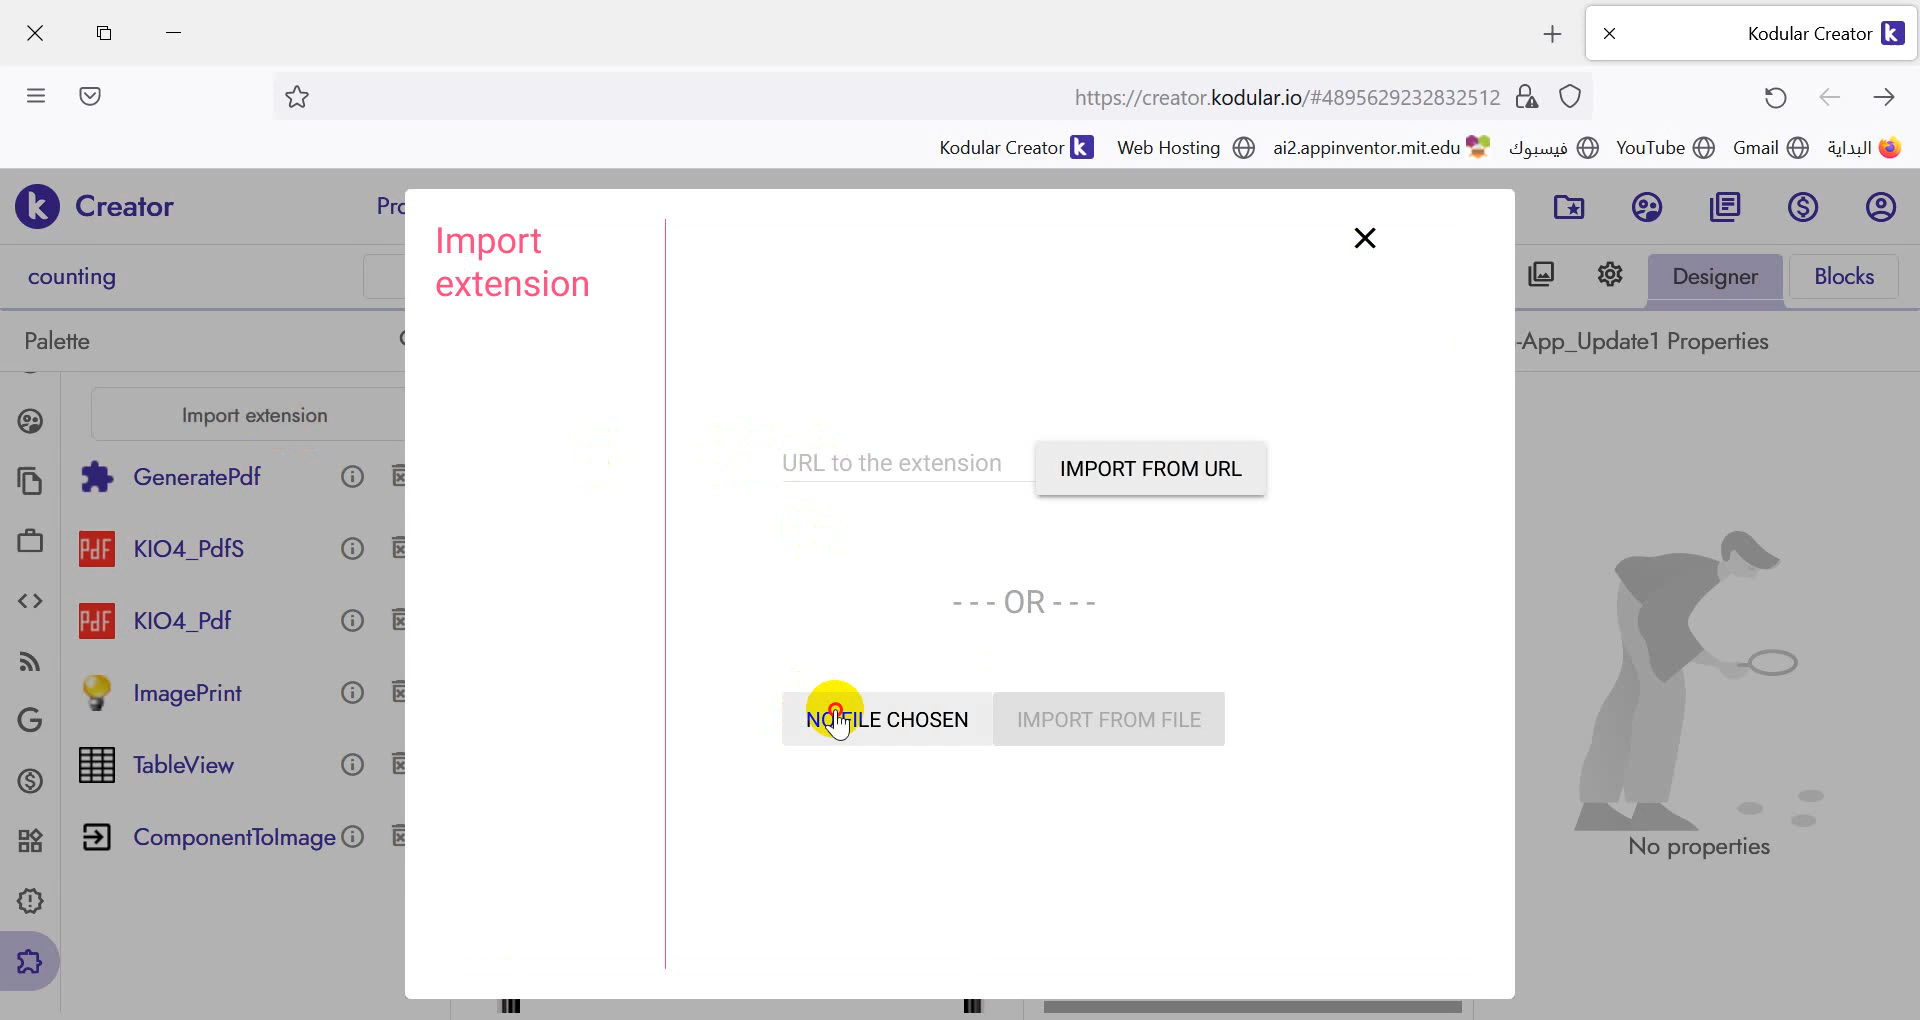 Kodular Creator
https://creator.kodular.io/#4895629232832512
Kodular Creator Web Hosting ai2.appinventor.mit.edu فيسبوك YouTube Gmail البداية
Creator
counting
Designer
Blocks
Palette
-App_Update1 Properties
Import extension
GeneratePdf
KIO4_PdfS
KIO4_Pdf
ImagePrint
TableView
ComponentToImage
Import
extension
URL to the extension
IMPORT FROM URL
--- OR ---
NO FILE CHOSEN
IMPORT FROM FILE
No properties